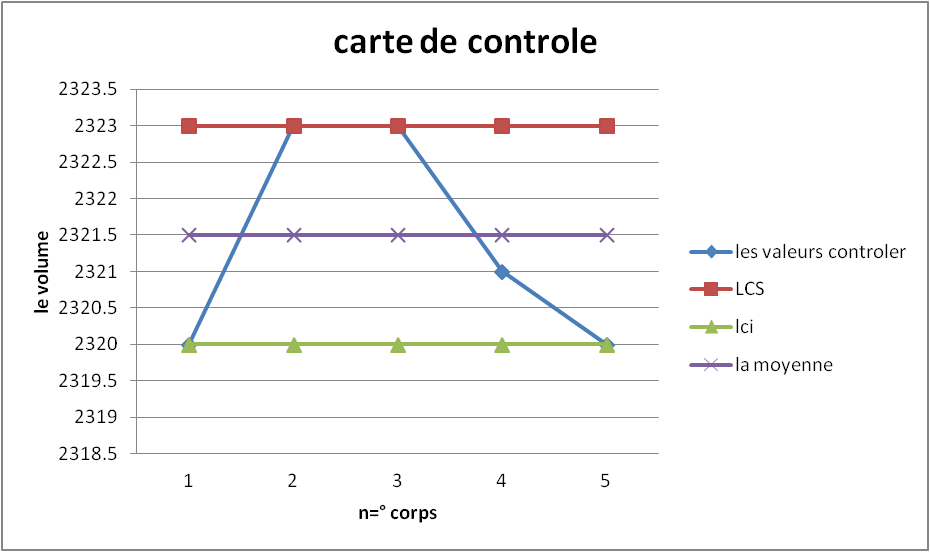 carte de controle
le volume
2323.5
2323
2322.5
2322
2321.5
2321
2320.5
2320
2319.5
2319
2318.5
1 2 3 4 5
n=° corps
les valeurs controler
LCS
lci
la moyenne